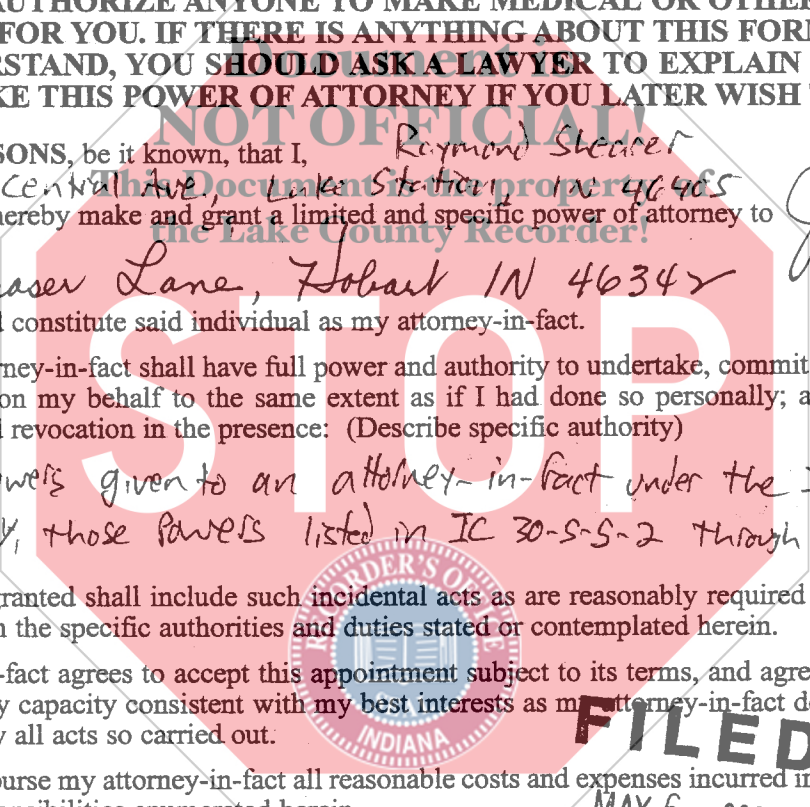 AUTHORIZE ANYONE TO MAKE MEDICAL OR OTHER
FOR YOU. IF THERE IS ANYTHING ABOUT THIS FORM
RSTAND, YOU SHOULD ASK A LAWYER TO EXPLAIN
KE THIS POWER OF ATTORNEY IF YOU LATER WISH
Document is
NOT OFFICIAL!
This Document is the property of
the Lake County Recorder!
SONS, be it known, that I, Raymond Shearer
Central Ave., Lake Station, IN 46405
hereby make and grant a limited and specific power of attorney to
Lane, Hobart IN 46342
constitute said individual as my attorney-in-fact.
rney-in-fact shall have full power and authority to undertake, commit
on my behalf to the same extent as if I had done so personally; a
revocation in the presence: (Describe specific authority)
STOP
wers given to an attorney-in-fact under the
y, those Powers listed in IC 30-5-5-2 through
granted shall include such incidental acts as are reasonably required
n the specific authorities and duties stated or contemplated herein.
-fact agrees to accept this appointment subject to its terms, and agre
y capacity consistent with my best interests as my attorney-in-fact
y all acts so carried out.
RECORDER'S OFFICE
INDIANA
FILED
urse my attorney-in-fact all reasonable costs and expenses incurred in
MAY 6
herein